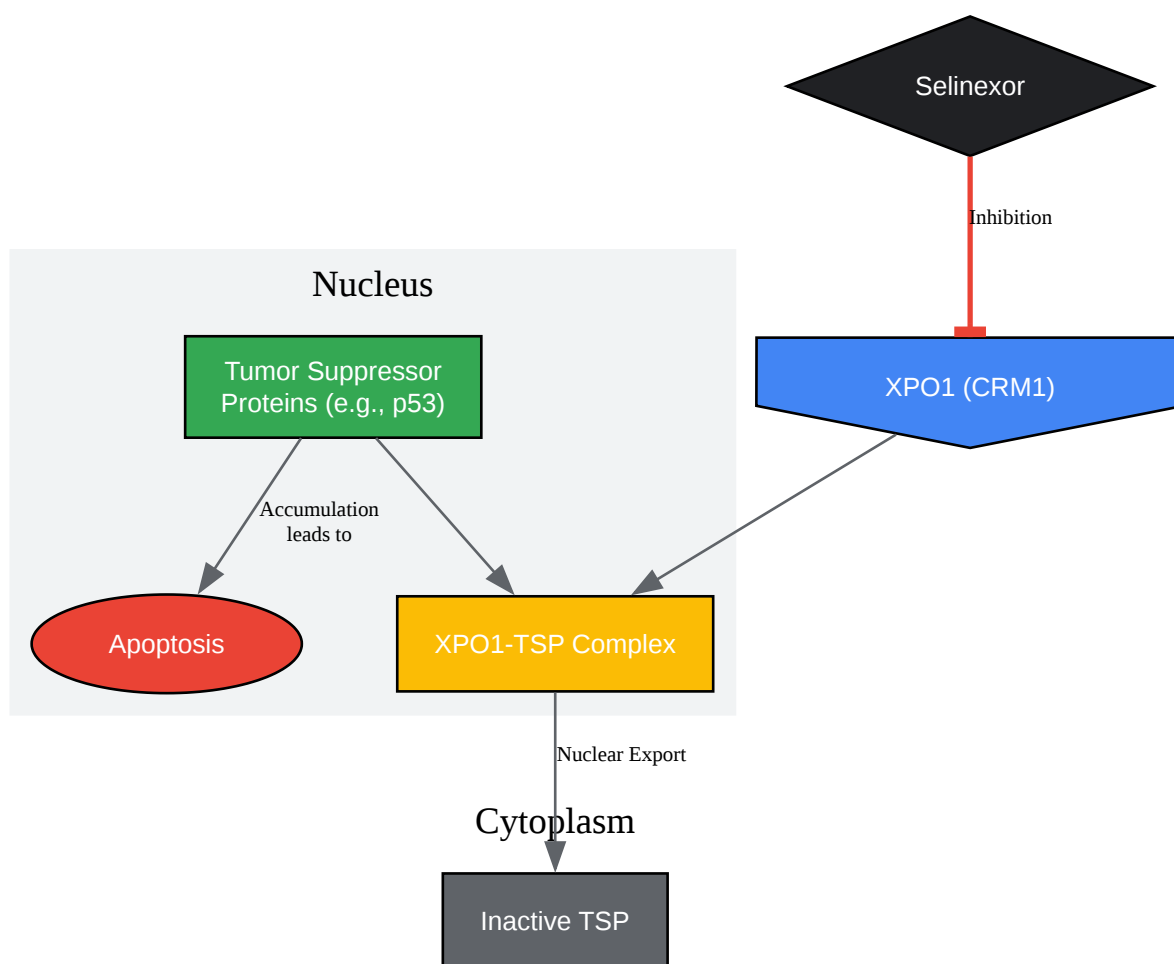 Selinexor
Inhibition
Nucleus
Tumor Suppressor
Proteins (e.g., p53)
XPO1 (CRM1)
Accumulation
leads to
Apoptosis
XPO1-TSP Complex
Nuclear Export
Cytoplasm
Inactive TSP